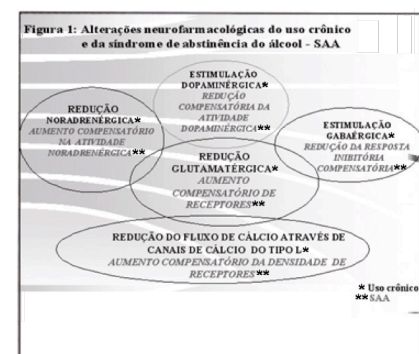 Figura 1: Alterações neurofarmacológicas do uso crônico
e da síndrome de abstinência do álcool - SAA
ESTIMULAÇÃO
DOPAMINÉRGICA*
REDUÇÃO
COMPENSATÓRIA DA
ATIVIDADE
DOPAMINÉRGICA**
REDUÇÃO
NORADRENÉRGICA*
AUMENTO COMPENSATÓRIO
NA ATIVIDADE
NORADRENÉRGICA**
ESTIMULAÇÃO
GABAÉRGICA*
REDUÇÃO DA RESPOSTA
INIBITÓRIA
COMPENSATÓRIA**
REDUÇÃO
GLUTAMATÉRGICA*
AUMENTO
COMPENSATÓRIO DE
RECEPTORES**
REDUÇÃO DO FLUXO DE CÁLCIO ATRAVÉS DE
CANAIS DE CÁLCIO DO TIPO L*
AUMENTO COMPENSATÓRIO DA DENSIDADE DE
RECEPTORES**
* Uso crônico
** SAA